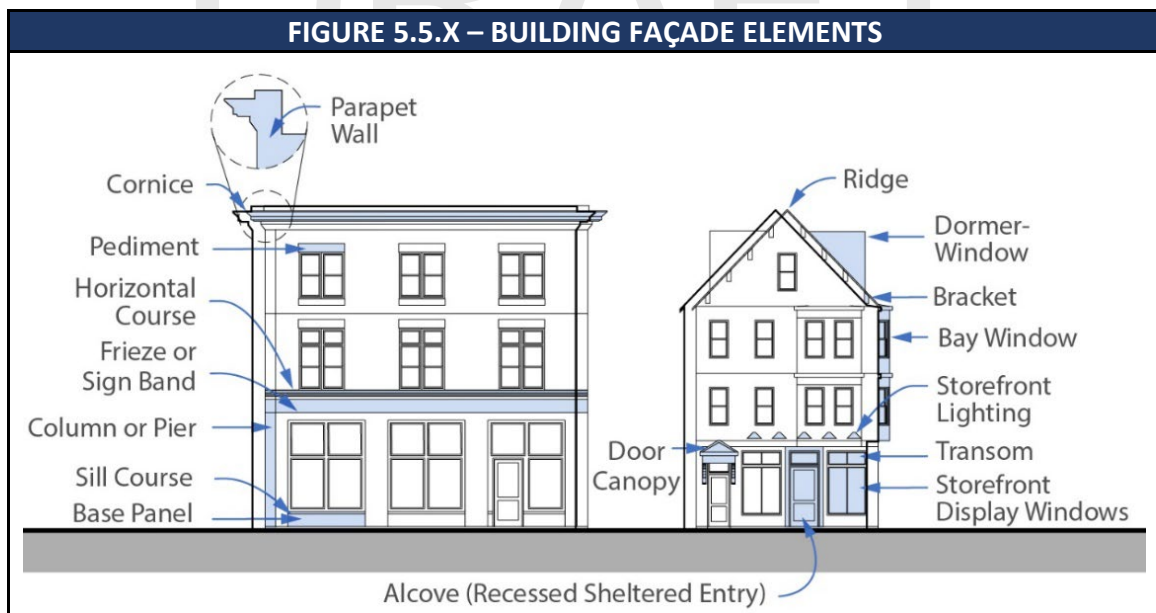 FIGURE 5.5.X – BUILDING FAÇADE ELEMENTS
Parapet
Wall
Cornice
Pediment
Horizontal
Course
Frieze or
Sign Band
Column or Pier
Sill Course
Base Panel
Ridge
Dormer-
Window
Bracket
Bay Window
Storefront
Lighting
Door
Canopy
Transom
Storefront
Display Windows
Alcove (Recessed Sheltered Entry)